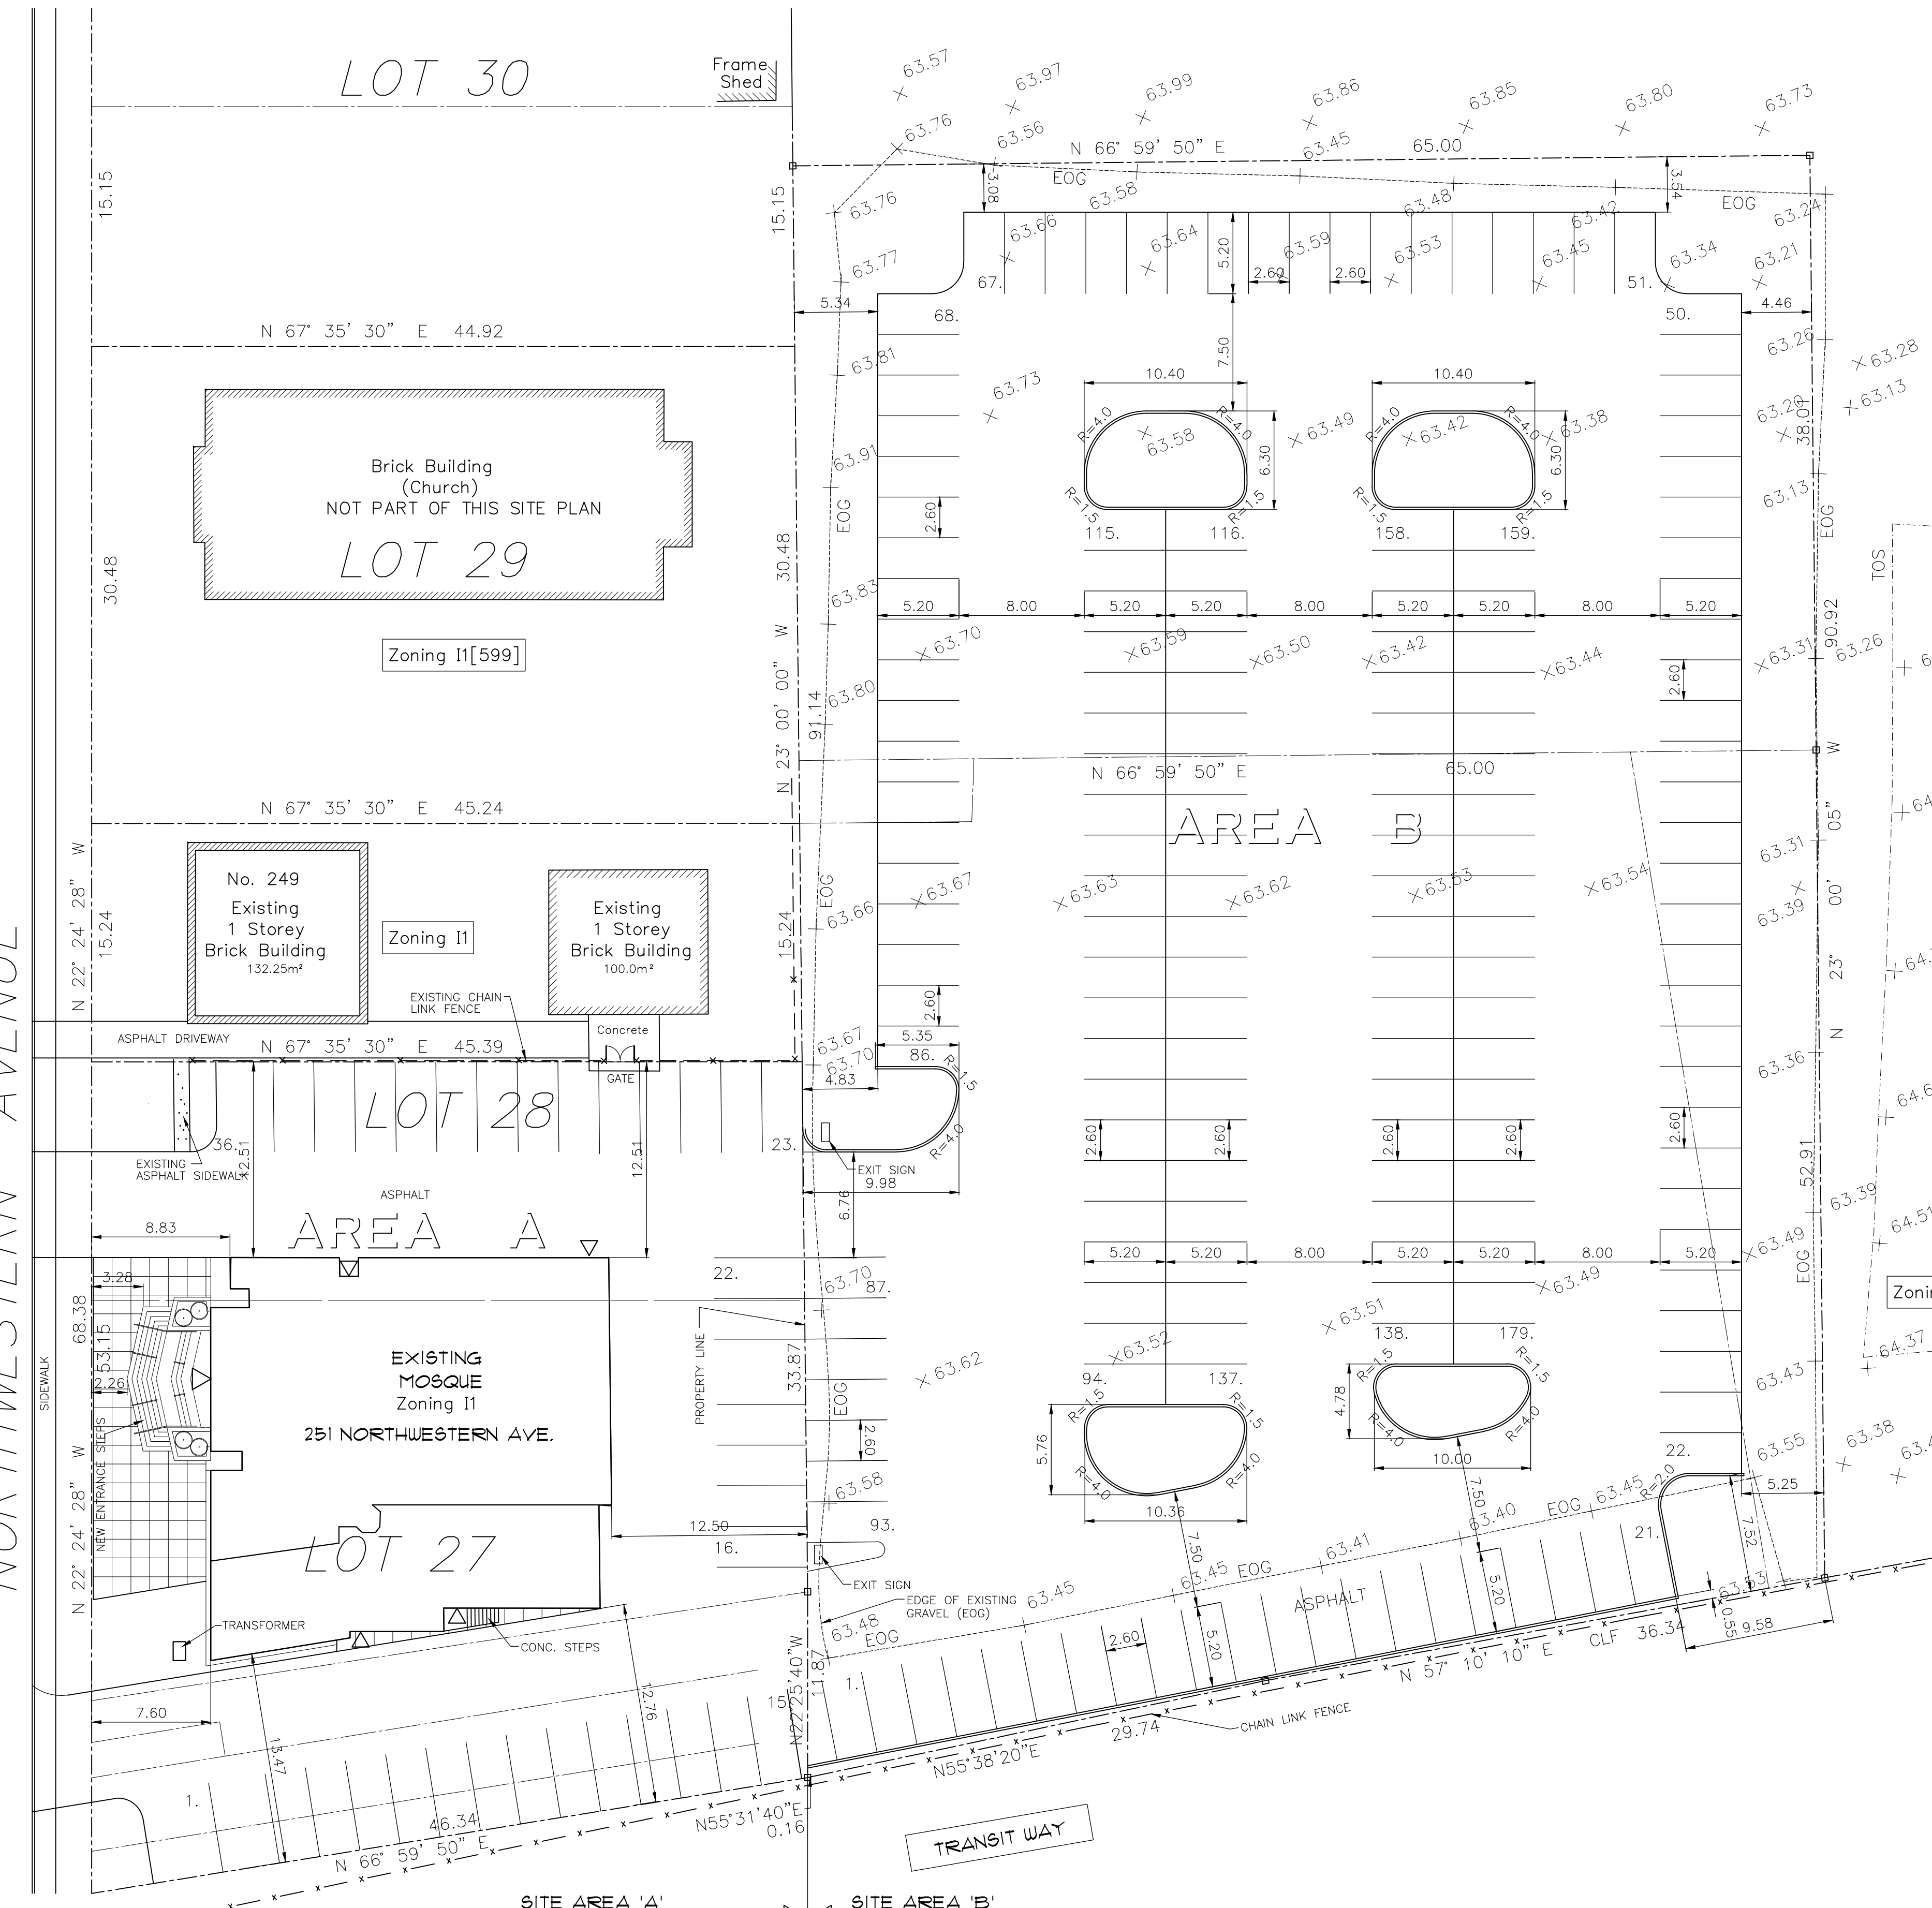 LOT 30
Frame
Shed
63.57
63.97
63.99
63.86
63.85
63.80
63.73
63.76
63.56
N 66° 59' 50" E
63.45
65.00
15.15
15.15
3.08
EOG
63.58
63.48
63.42
3.54
EOG
63.24
63.76
63.66
63.64
63.59
63.53
63.45
63.34
63.21
5.20
63.77
67.
2.60
2.60
51.
5.34
68.
50.
4.46
N 67° 35' 30" E 44.92
63.81
7.50
63.26
63.28
63.73
10.40
10.40
63.13
R=4.0
R=4.0
R=4.0
R=4.0
63.58
63.49
63.42
63.38
63.20
38.01
6.30
6.30
Brick Building
(Church)
NOT PART OF THIS SITE PLAN
LOT 29
63.91
EOG
2.60
R=1.5
R=1.5
R=1.5
R=1.5
115.
116.
158.
159.
63.13
EOG
TOS
30.48
30.48
63.83
5.20
8.00
5.20
5.20
8.00
5.20
5.20
8.00
5.20
90.92
Zoning I1[599]
63.70
63.59
63.50
63.42
63.44
63.31
63.26
2.60
63.80
91.14
N 23° 00' 00" W
N 66° 59' 50" E
65.00
AREA B
N 67° 35' 30" E 45.24
No. 249
Existing
1 Storey
Brick Building
132.25m²
Zoning I1
Existing
1 Storey
Brick Building
100.0m²
N 22° 24' 28" W
15.24
15.24
EOG
63.66
63.67
63.63
63.62
63.53
63.54
63.31
63.39
N 23° 00' 05" W
EXISTING CHAIN
LINK FENCE
Concrete
GATE
ASPHALT DRIVEWAY
N 67° 35' 30" E 45.39
2.60
63.67
63.70
5.35
86.
R=1.5
4.83
R=4.0
63.36
LOT 28
36.
12.51
12.51
23.
EXISTING
ASPHALT SIDEWALK
EXIT SIGN
9.98
6.76
2.60
2.60
2.60
2.60
2.60
52.91
63.39
64.51
ASPHALT
AREA A
8.83
3.28
5.20
5.20
8.00
5.20
5.20
8.00
5.20
63.49
EOG
22.
63.70
87.
63.49
63.51
63.52
63.62
138.
179.
64.37
NORTHWESTERN AVENUE
SIDEWALK
68.38
53.15
2.26
NEW ENTRANCE STEPS
EXISTING
MOSQUE
Zoning I1
251 NORTHWESTERN AVE.
PROPERTY LINE
33.87
EOG
94.
137.
R=1.5
R=1.5
R=1.5
R=1.5
4.78
R=4.0
R=4.0
10.00
63.43
5.76
R=4.0
R=4.0
10.36
2.60
22.
63.55
63.38
5.25
R=2.0
63.58
N 22° 24' 28" W
LOT 27
12.50
93.
16.
7.50
7.50
63.40
EOG
63.45
21.
7.52
EXIT SIGN
EDGE OF EXISTING
GRAVEL (EOG)
63.45
63.45
EOG
63.41
5.20
ASPHALT
63.53
0.55
9.58
TRANSFORMER
CONC. STEPS
63.48
EOG
2.60
5.20
CLF 36.34
N 57° 10' 10" E
7.60
13.47
12.76
15.
N22°25'40"W
11.87
1.
CHAIN LINK FENCE
29.74
N55°38'20"E
1.
46.34
N 66° 59' 50" E
N55°31'40"E
0.16
TRANSIT WAY
SITE AREA 'A'
SITE AREA 'B'